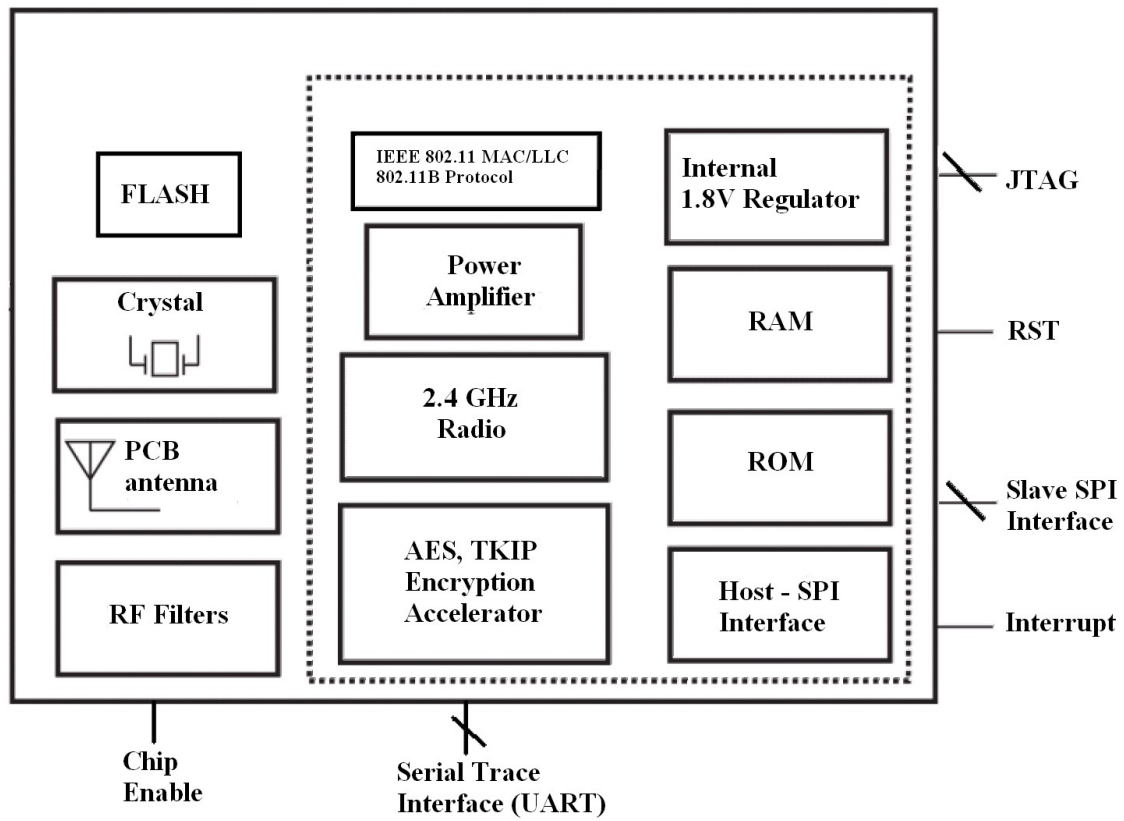 FLASH
Crystal
PCB
antenna
RF Filters
IEEE 802.11 MAC/LLC
802.11B Protocol
Power
Amplifier
2.4 GHz
Radio
AES, TKIP
Encryption
Accelerator
Internal
1.8V Regulator
RAM
ROM
Host - SPI
Interface
JTAG
RST
Slave SPI
Interface
Interrupt
Chip
Enable
Serial Trace
Interface (UART)